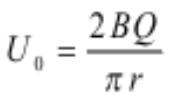 U₀ = 2BQ / πr